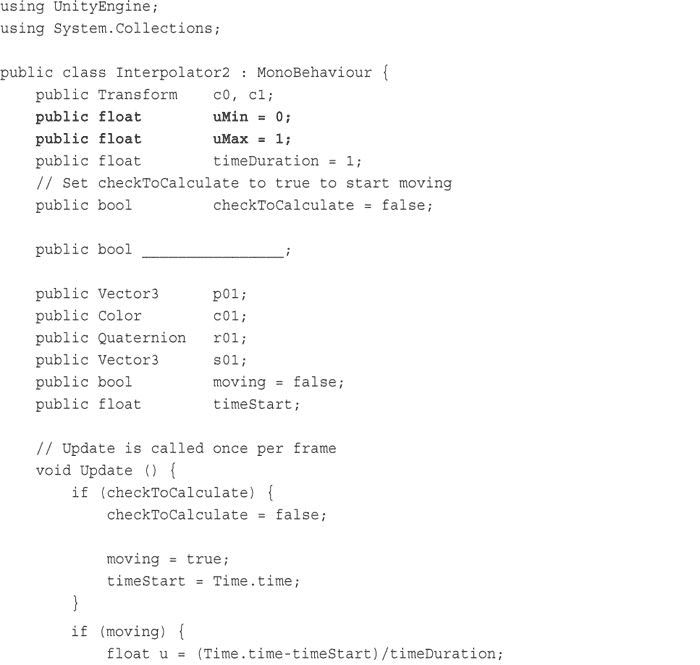 using UnityEngine;
using System.Collections;
public class Interpolator2 : MonoBehaviour {
public Transform c0, c1;
public float uMin = 0;
public float uMax = 1;
public float timeDuration = 1;
// Set checkToCalculate to true to start moving
public bool checkToCalculate = false;
public bool ________________;
public Vector3 p01;
public Color c01;
public Quaternion r01;
public Vector3 s01;
public bool moving = false;
public float timeStart;
// Update is called once per frame
void Update () {
if (checkToCalculate) {
checkToCalculate = false;
moving = true;
timeStart = Time.time;
}
if (moving) {
float u = (Time.time-timeStart)/timeDuration;